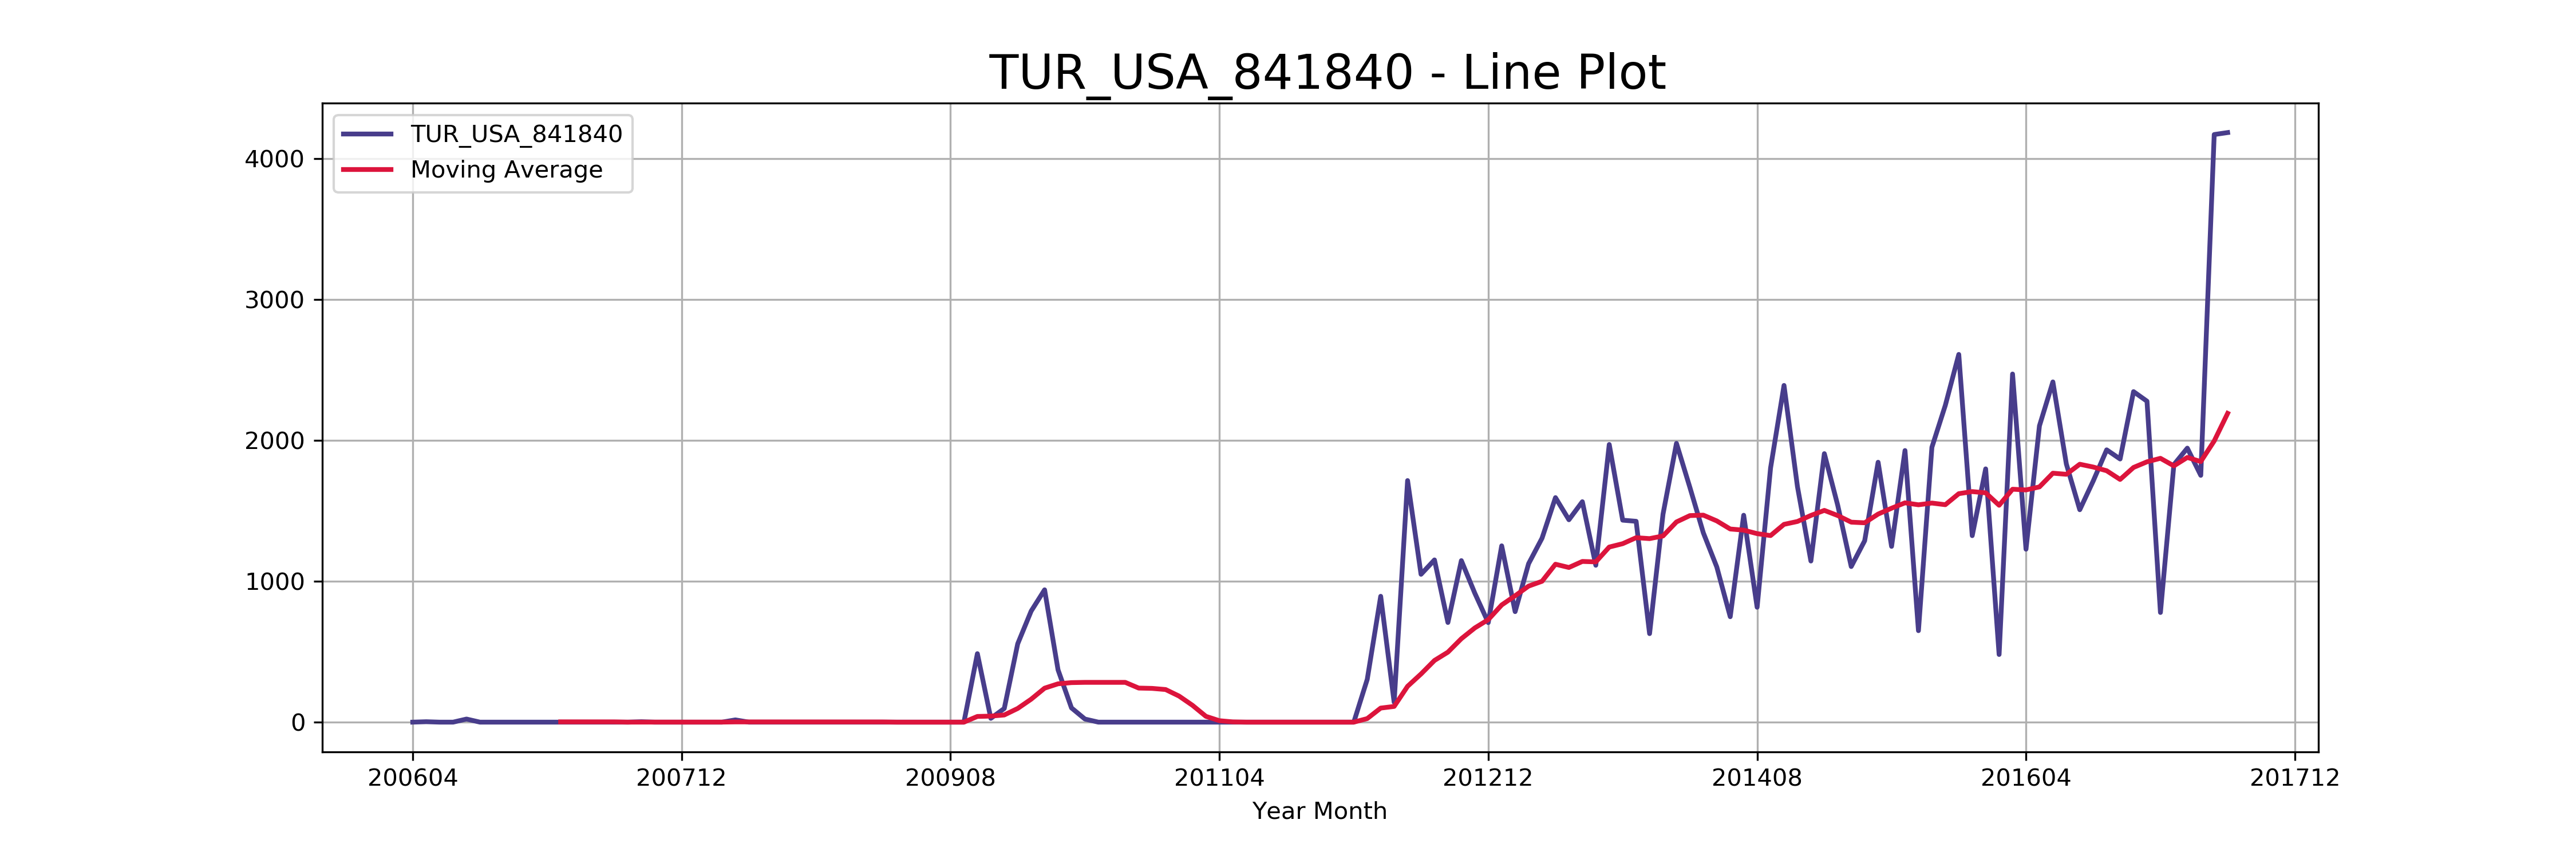 TUR_USA_841840 - Line Plot
TUR_USA_841840
Moving Average
4000
3000
2000
1000
0
200604 200712 200908 201104 201212 201408 201604 201712
Year Month